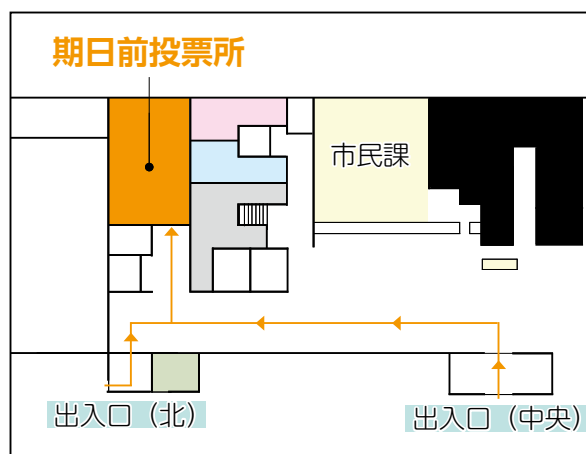 期日前投票所
市民課
出入口（北）
出入口（中央）